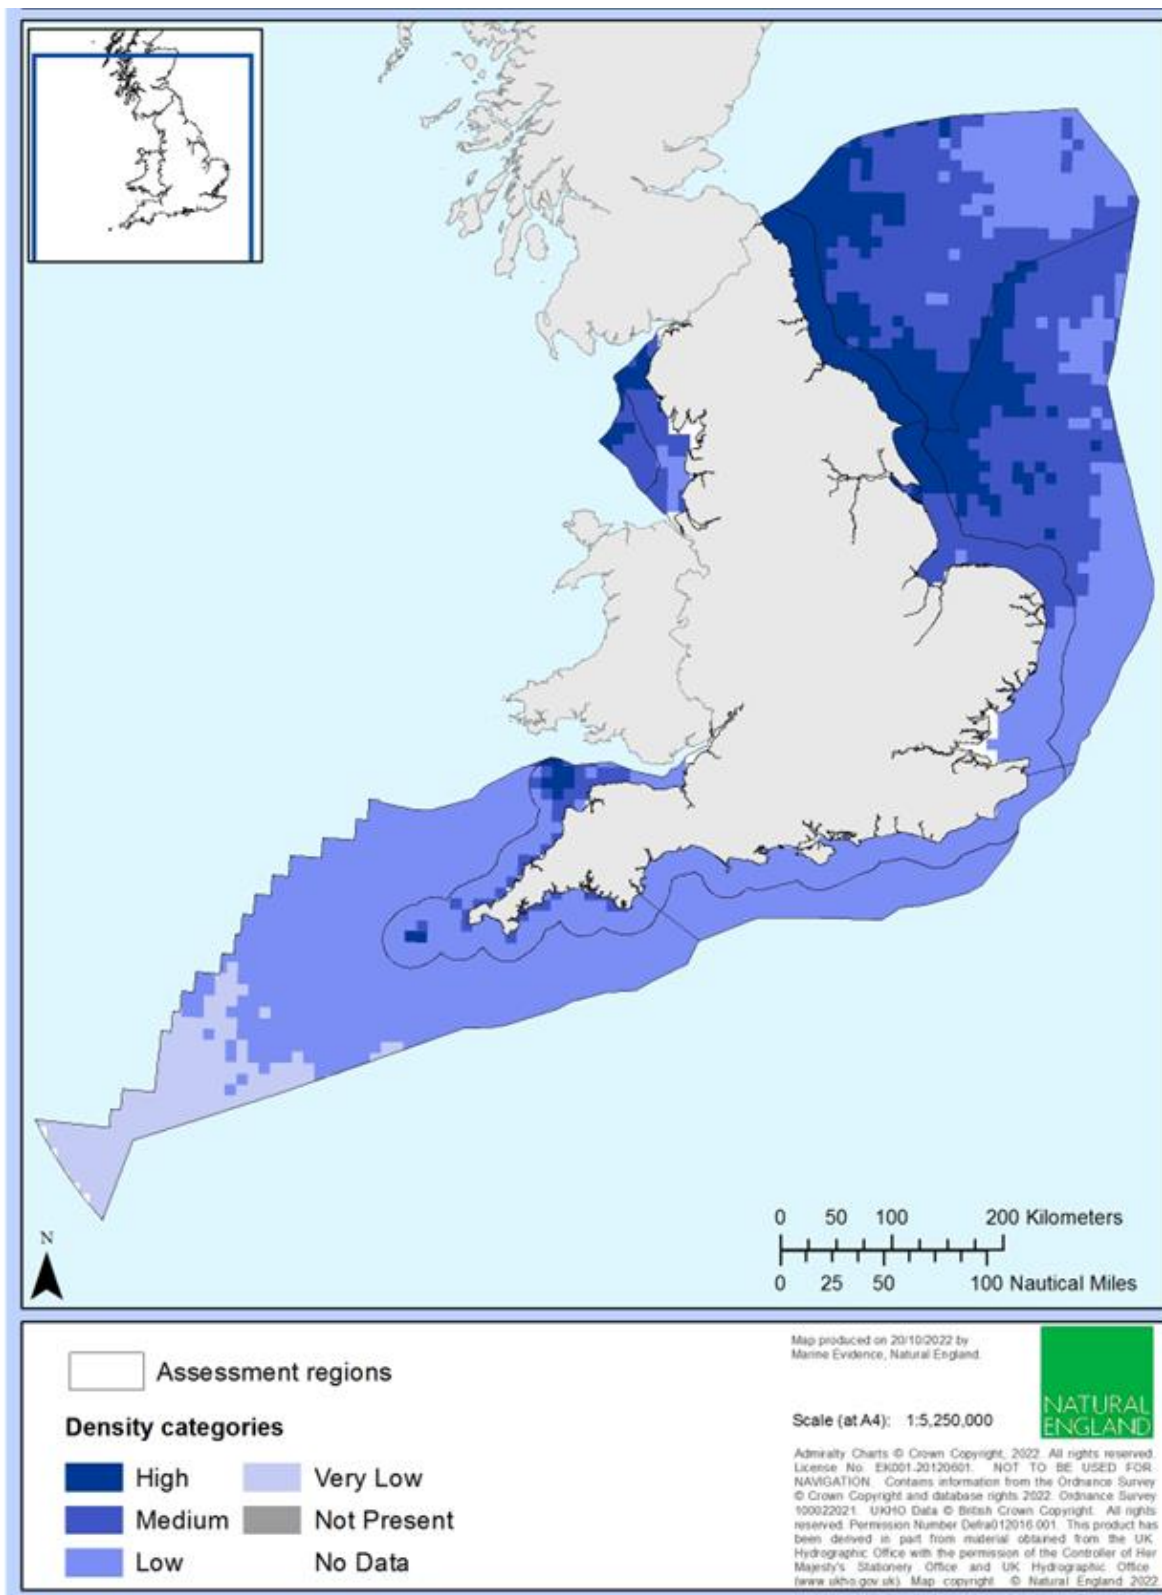 N
0 50 100 200 Kilometers
0 25 50 100 Nautical Miles
Assessment regions
Density categories
High
Very Low
Medium
Not Present
Low
No Data
Map produced on 20/10/2022 by
Marine Evidence, Natural England.
Scale (at A4): 1:5,250,000
NATURAL
ENGLAND
Admiralty Charts © Crown Copyright, 2022. All rights reserved.
License No. EK001-20120601. NOT TO BE USED FOR
NAVIGATION. Contains information from the Ordnance Survey
© Crown Copyright and database rights 2022. Ordnance Survey
100022021. UKHO Data © British Crown Copyright. All rights
reserved. Permission Number Defra012016.001. This product has
been derived in part from material obtained from the UK
Hydrographic Office with the permission of the Controller of Her
Majesty's Stationery Office and UK Hydrographic Office
(www.ukho.gov.uk) Map copyright © Natural England 2022